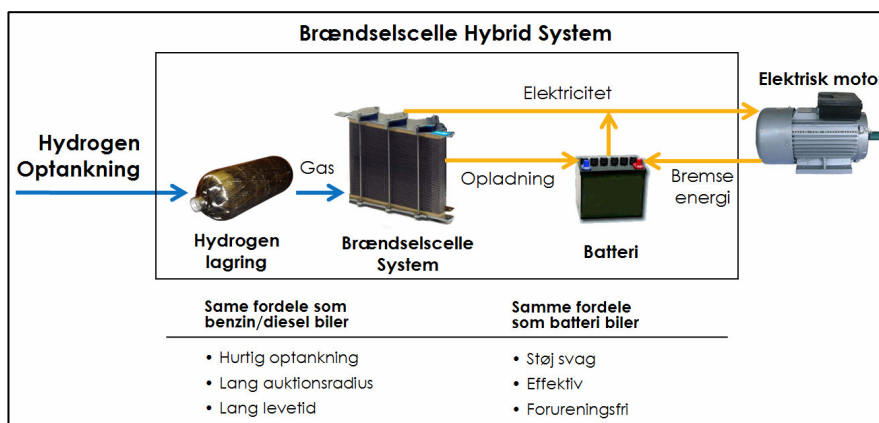 Brændselscelle Hybrid System
Elektrisk motor
Elektricitet
Hydrogen
Optankning
Gas
Opladning
Bremse
energi
Hydrogen
lagring
Brændselscelle
System
Batteri
Same fordele som
benzin/diesel biler
Samme fordele
som batteri biler
• Hurtig optankning
• Lang auktionsradius
• Lang levetid
• Støj svag
• Effektiv
• Forureningsfri